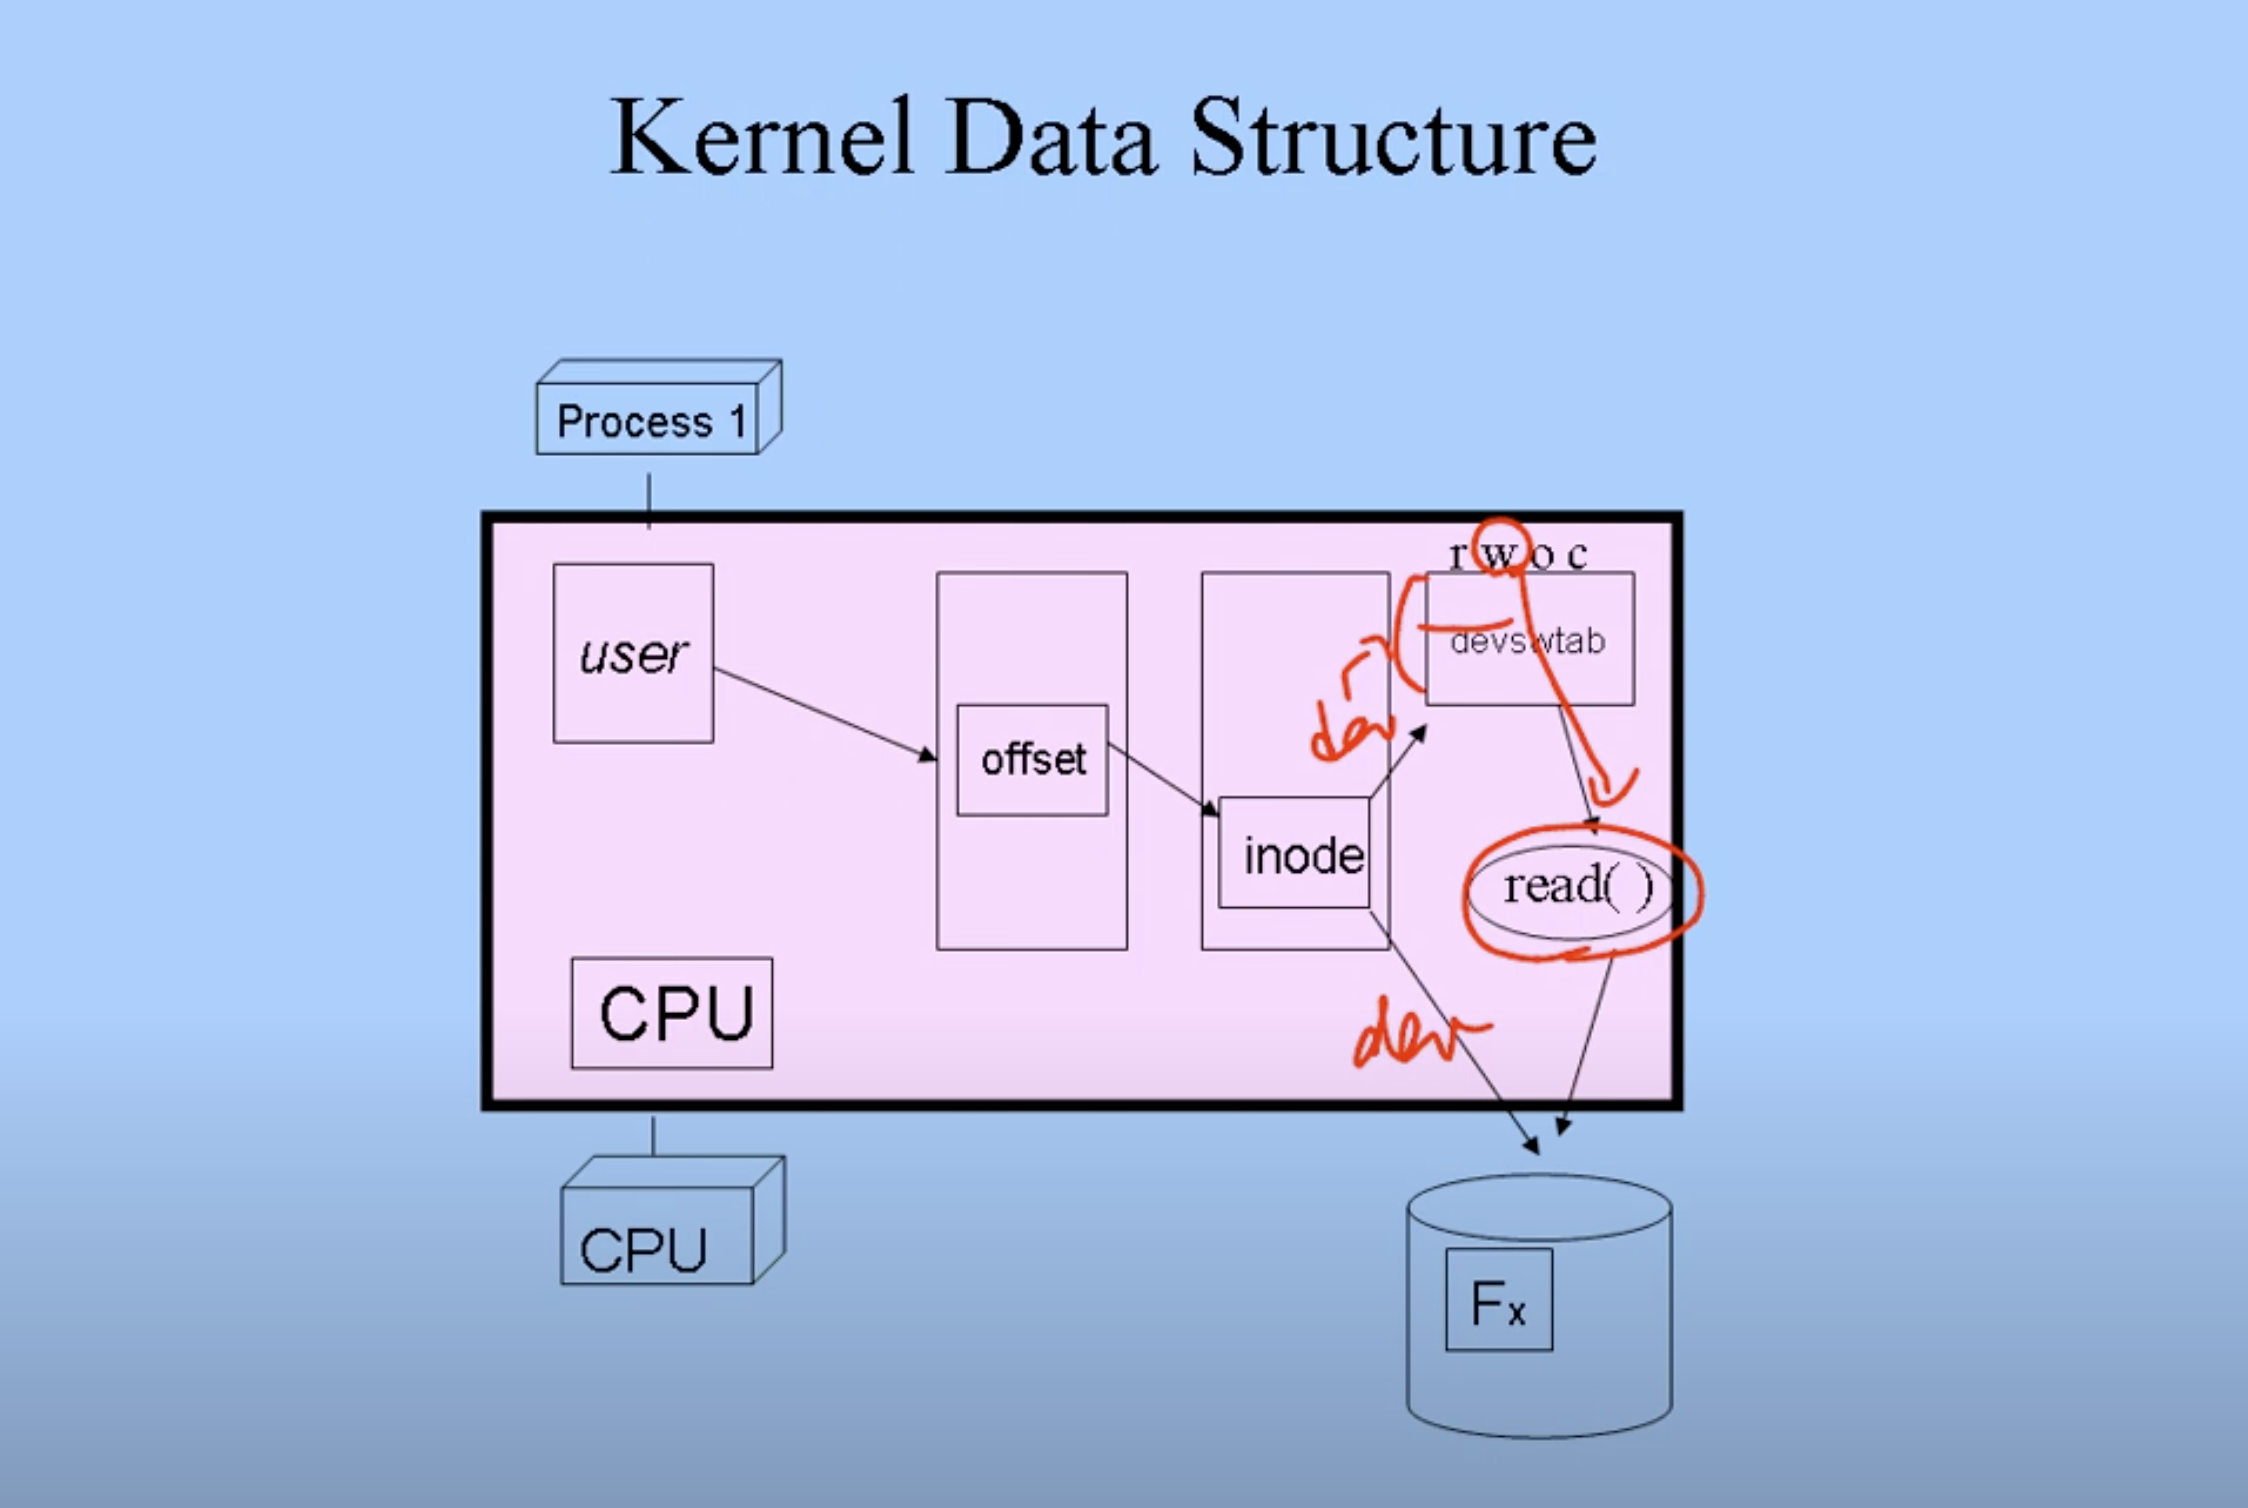 Kernel Data Structure
Process 1
r w o c
user
devswtab
dev
offset
inode
read( )
CPU
dev
CPU
Fx